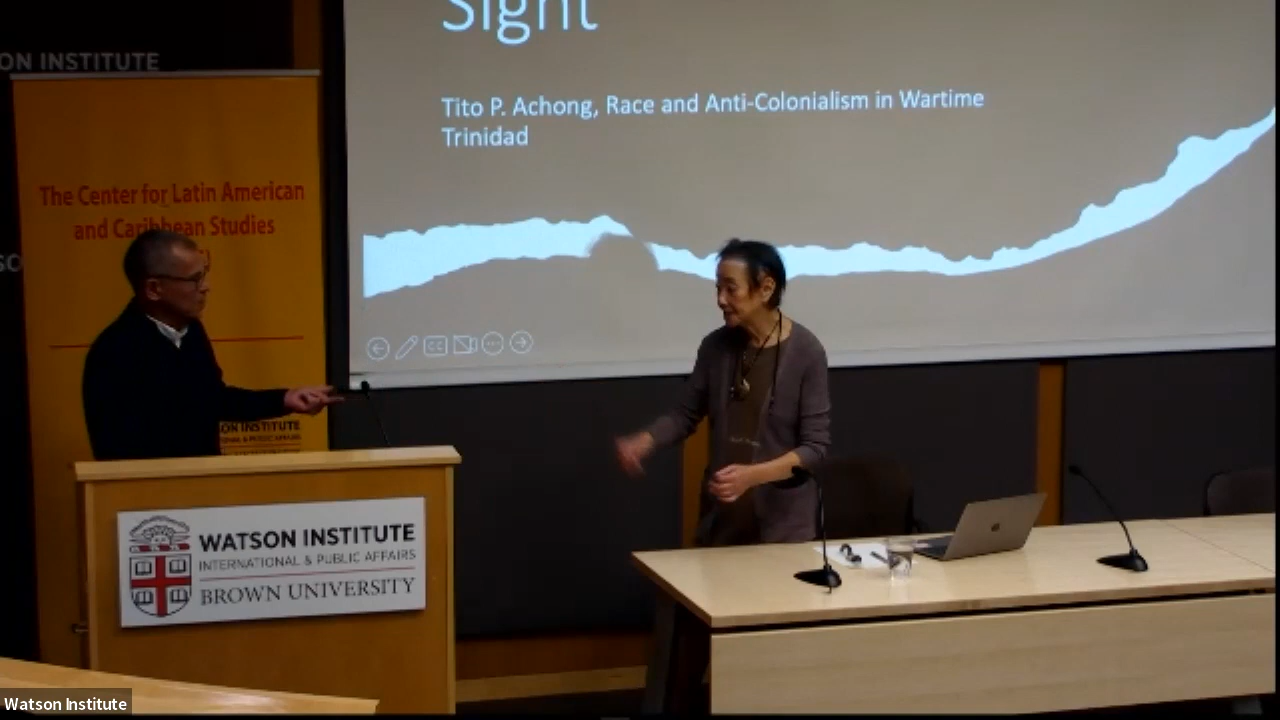 Sight
Tito P. Achong, Race and Anti-Colonialism in Wartime
Trinidad
ON INSTITUTE
The Center for Latin American
and Caribbean Studies
ON INSTITUTE
WATSON INSTITUTE
INTERNATIONAL & PUBLIC AFFAIRS
BROWN UNIVERSITY
CC
Watson Institute